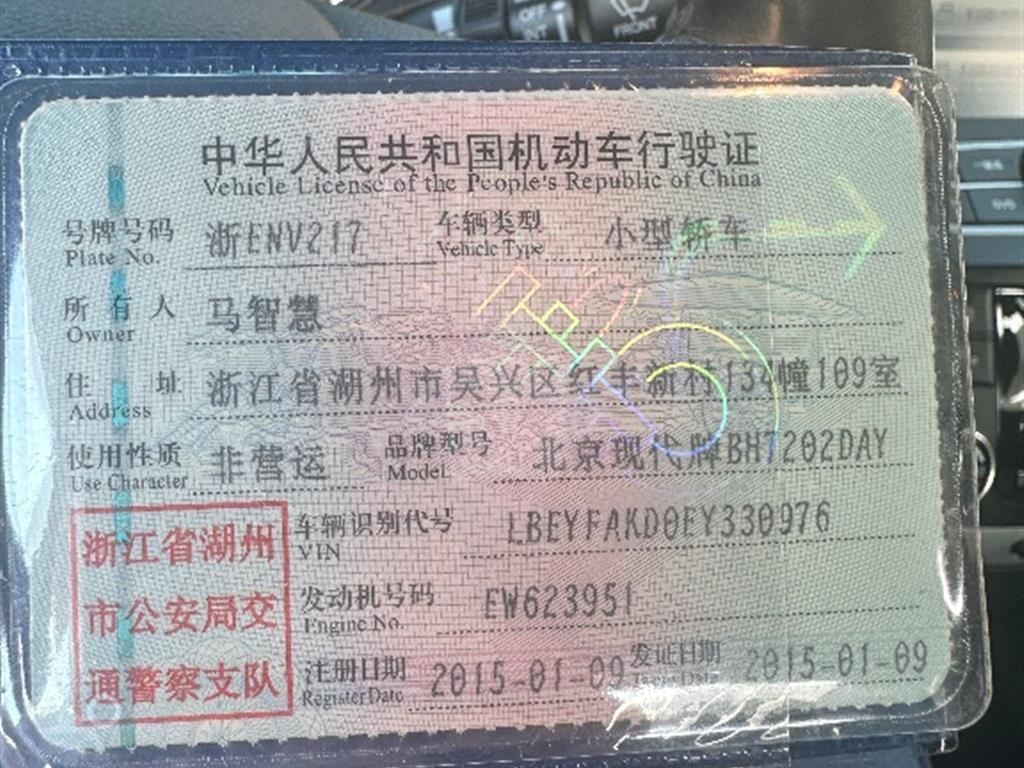 OFF
INT
FRONT
中华人民共和国机动车行驶证
Vehicle License of the People's Republic of China
号牌号码 浙ENV217 车辆类型 小型轿车
Plate No. Vehicle Type
所有人 马智慧
Owner
住址 浙江省湖州市吴兴区红丰新村134幢109室
Address
使用性质 非营运 品牌型号 北京现代牌BH7202DAY
Use Character Model
浙江省湖州 车辆识别代号 LBEYFAKD0EY330976
VIN
市公安局交 发动机号码 EW623951
Engine No.
通警察支队 注册日期 2015-01-09 发证日期 2015-01-09
Register Date Issue Date